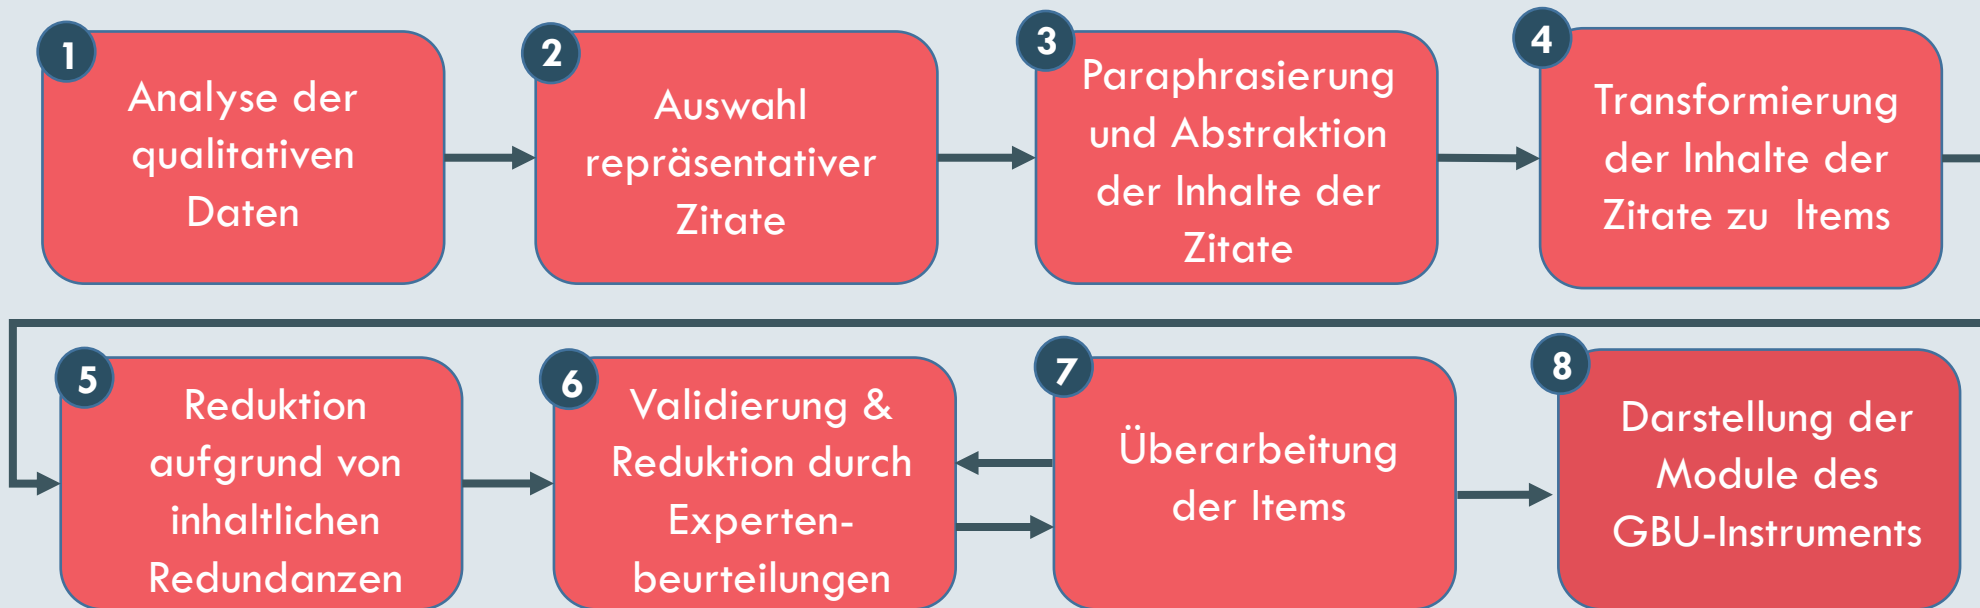 1
Analyse der
qualitativen
Daten
2
Auswahl
repräsentativer
Zitate
3
Paraphrasierung
und Abstraktion
der Inhalte der
Zitate
4
Transformierung
der Inhalte der
Zitate zu  Items
5
Reduktion
aufgrund von
inhaltlichen
Redundanzen
6
Validierung &
Reduktion durch
Experten-
beurteilungen
7
Überarbeitung
der Items
8
Darstellung der
Module des
GBU-Instruments